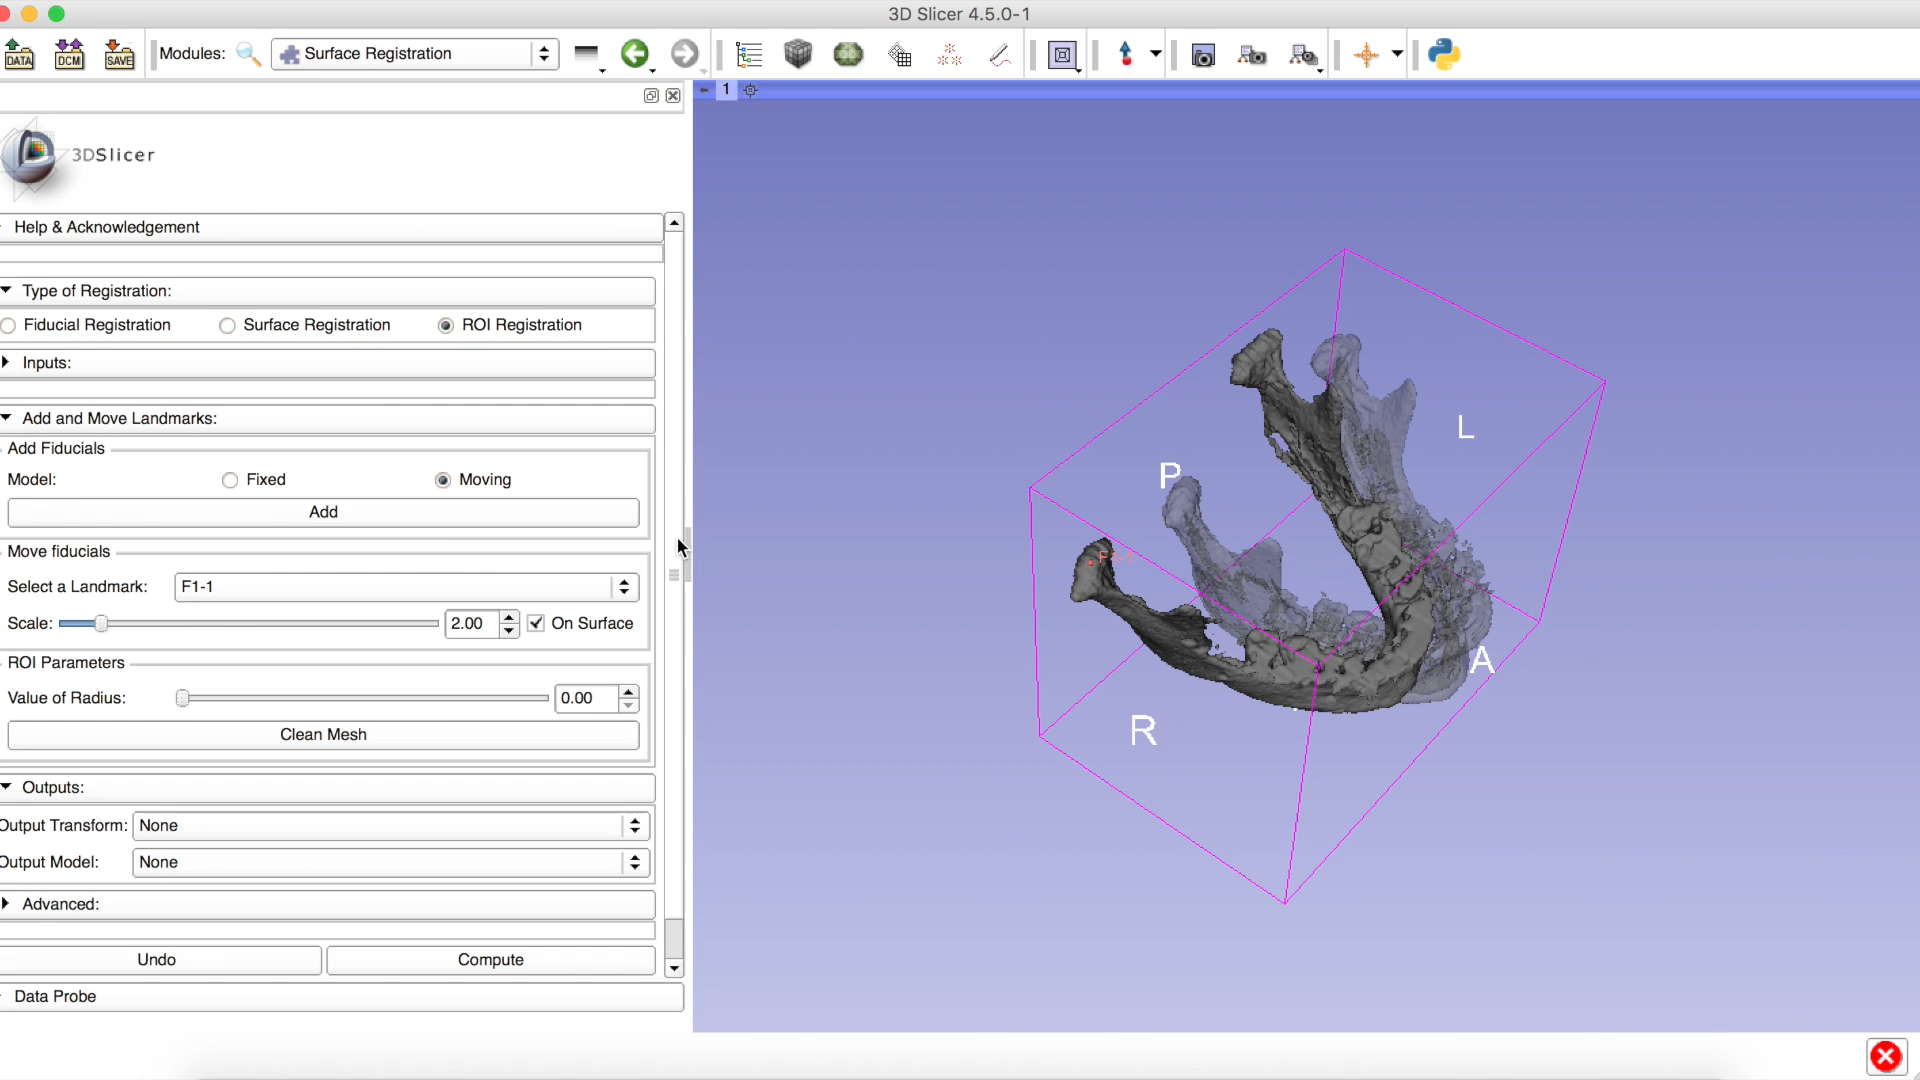 3D Slicer 4.5.0-1
DATA DCM SAVE Modules: Surface Registration
1
3DSlicer
Help & Acknowledgement
Type of Registration:
Fiducial Registration Surface Registration ROI Registration
Inputs:
Add and Move Landmarks:
Add Fiducials
Model: Fixed Moving
Add
Move fiducials
Select a Landmark: F1-1
Scale: 2.00 On Surface
ROI Parameters
Value of Radius: 0.00
Clean Mesh
Outputs:
Output Transform: None
Output Model: None
Advanced:
Undo Compute
Data Probe
L
P
F1-1
A
R